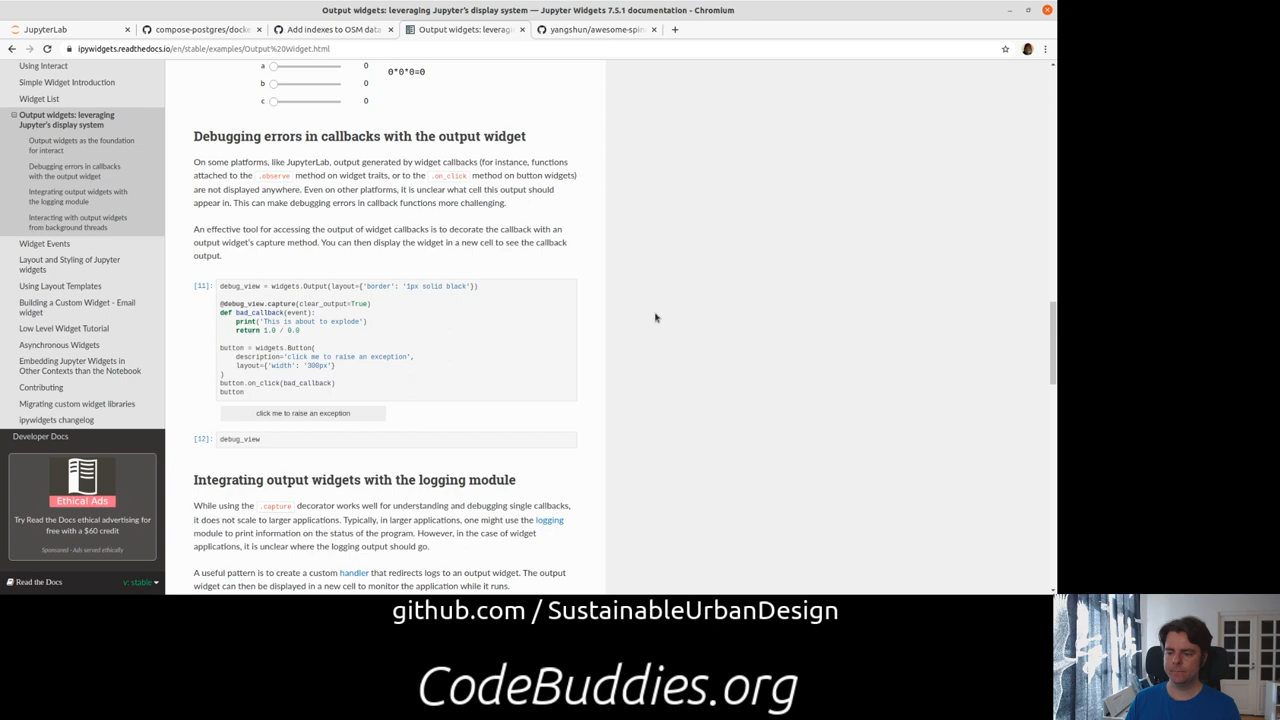 Output widgets: leveraging Jupyter's display system — Jupyter Widgets 7.5.1 documentation - Chromium
JupyterLab
compose-postgres/docke
Add indexes to OSM data
Output widgets: leveragi
yangshun/awesome-spin
ipywidgets.readthedocs.io/en/stable/examples/Output%20Widget.html
Using Interact
Simple Widget Introduction
Widget List
Output widgets: leveraging
Jupyter's display system
Output widgets as the foundation
for interact
Debugging errors in callbacks
with the output widget
Integrating output widgets with
the logging module
Interacting with output widgets
from background threads
Widget Events
Layout and Styling of Jupyter
widgets
Using Layout Templates
Building a Custom Widget - Email
widget
Low Level Widget Tutorial
Asynchronous Widgets
Embedding Jupyter Widgets in
Other Contexts than the Notebook
Contributing
Migrating custom widget libraries
ipywidgets changelog
Developer Docs
Ethical Ads
Try Read the Docs ethical advertising for
free with a $60 credit
Sponsored · Ads served ethically
Read the Docs
v: stable
a 0
0*0*0=0
b 0
c 0
Debugging errors in callbacks with the output widget
On some platforms, like JupyterLab, output generated by widget callbacks (for instance, functions
attached to the .observe method on widget traits, or to the .on_click method on button widgets)
are not displayed anywhere. Even on other platforms, it is unclear what cell this output should
appear in. This can make debugging errors in callback functions more challenging.
An effective tool for accessing the output of widget callbacks is to decorate the callback with an
output widget's capture method. You can then display the widget in a new cell to see the callback
output.
[11]: debug_view = widgets.Output(layout={'border': '1px solid black'})
@debug_view.capture(clear_output=True)
def bad_callback(event):
print('This is about to explode')
return 1.0 / 0.0
button = widgets.Button(
description='click me to raise an exception',
layout={'width': '300px'}
)
button.on_click(bad_callback)
button
click me to raise an exception
[12]: debug_view
Integrating output widgets with the logging module
While using the .capture decorator works well for understanding and debugging single callbacks,
it does not scale to larger applications. Typically, in larger applications, one might use the logging
module to print information on the status of the program. However, in the case of widget
applications, it is unclear where the logging output should go.
A useful pattern is to create a custom handler that redirects logs to an output widget. The output
widget can then be displayed in a new cell to monitor the application while it runs.
github.com / SustainableUrbanDesign
CodeBuddies.org